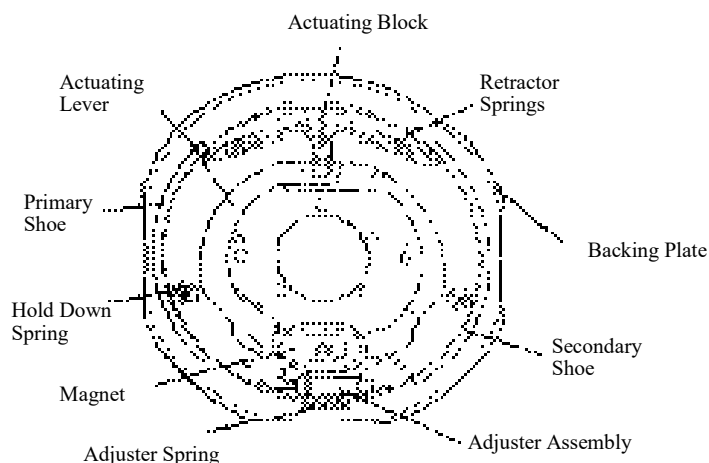 Actuating Block
Actuating
Lever
Retractor
Springs
Primary
Shoe
Backing Plate
Hold Down
Spring
Secondary
Shoe
Magnet
Adjuster Assembly
Adjuster Spring